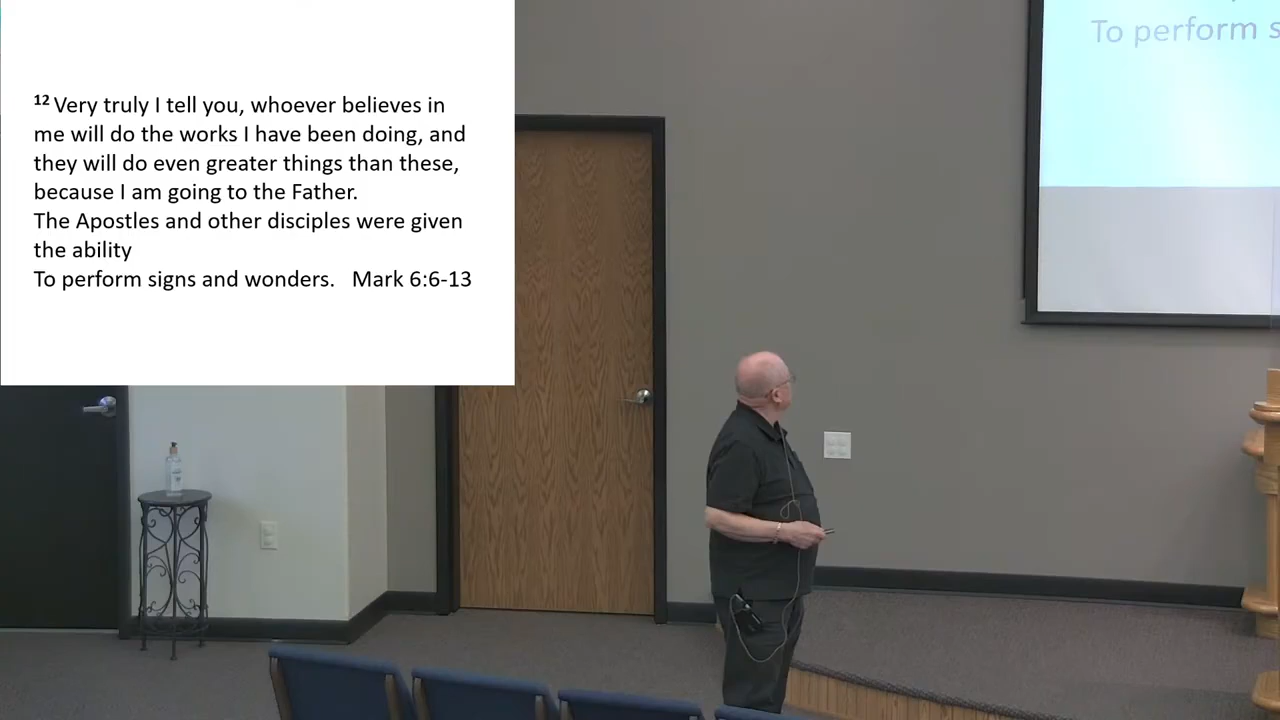 12 Very truly I tell you, whoever believes in
me will do the works I have been doing, and
they will do even greater things than these,
because I am going to the Father.
The Apostles and other disciples were given
the ability
To perform signs and wonders.   Mark 6:6-13
To perform s